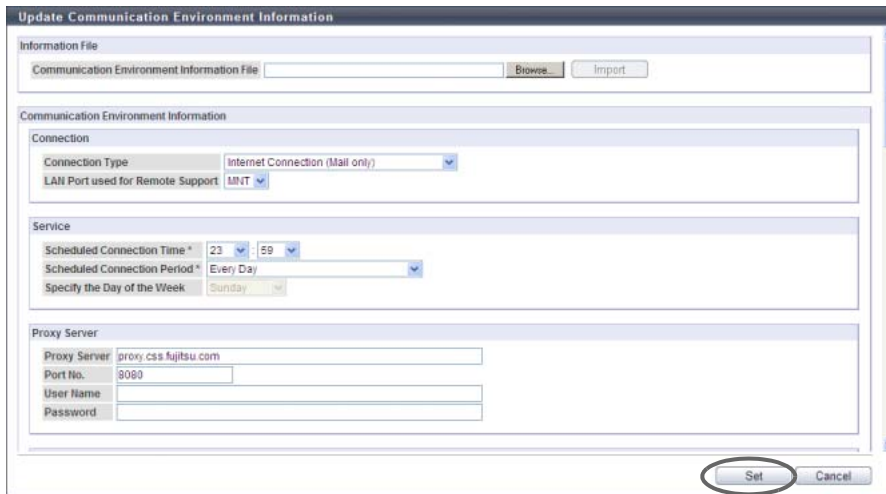 Update Communication Environment Information
Information File
Communication Environment Information File Browse... Import
Communication Environment Information
Connection
Connection Type Internet Connection (Mail only)
LAN Port used for Remote Support MNT
Service
Scheduled Connection Time * 23 : 59
Scheduled Connection Period * Every Day
Specify the Day of the Week Sunday
Proxy Server
Proxy Server proxy.css.fujitsu.com
Port No. 8080
User Name
Password
Set Cancel